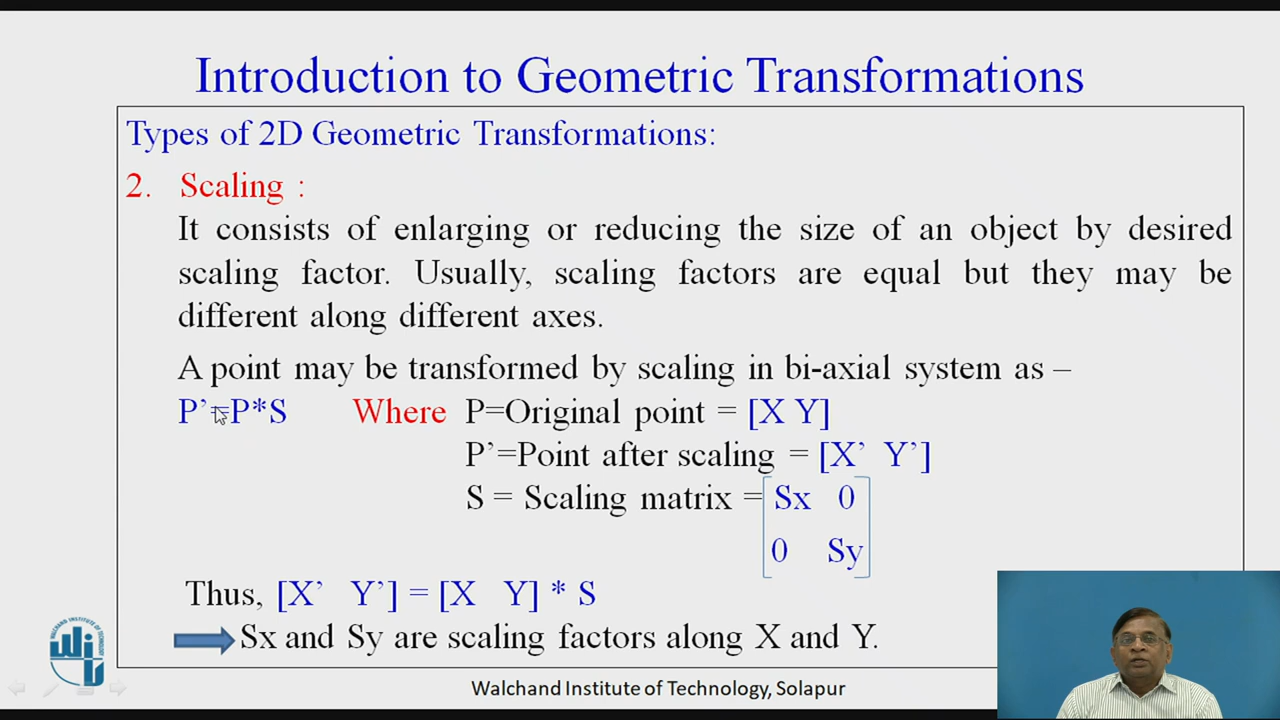 Introduction to Geometric Transformations
Types of 2D Geometric Transformations:
2. Scaling :
It consists of enlarging or reducing the size of an object by desired
scaling factor. Usually, scaling factors are equal but they may be
different along different axes.
A point may be transformed by scaling in bi-axial system as –
P’=P*S Where P=Original point = [X Y]
P’=Point after scaling = [X’ Y’]
S = Scaling matrix = [Sx 0
0 Sy]
Thus, [X’ Y’] = [X Y] * S
Sx and Sy are scaling factors along X and Y.
WALCHAND INSTITUTE OF TECHNOLOGY
Walchand Institute of Technology, Solapur